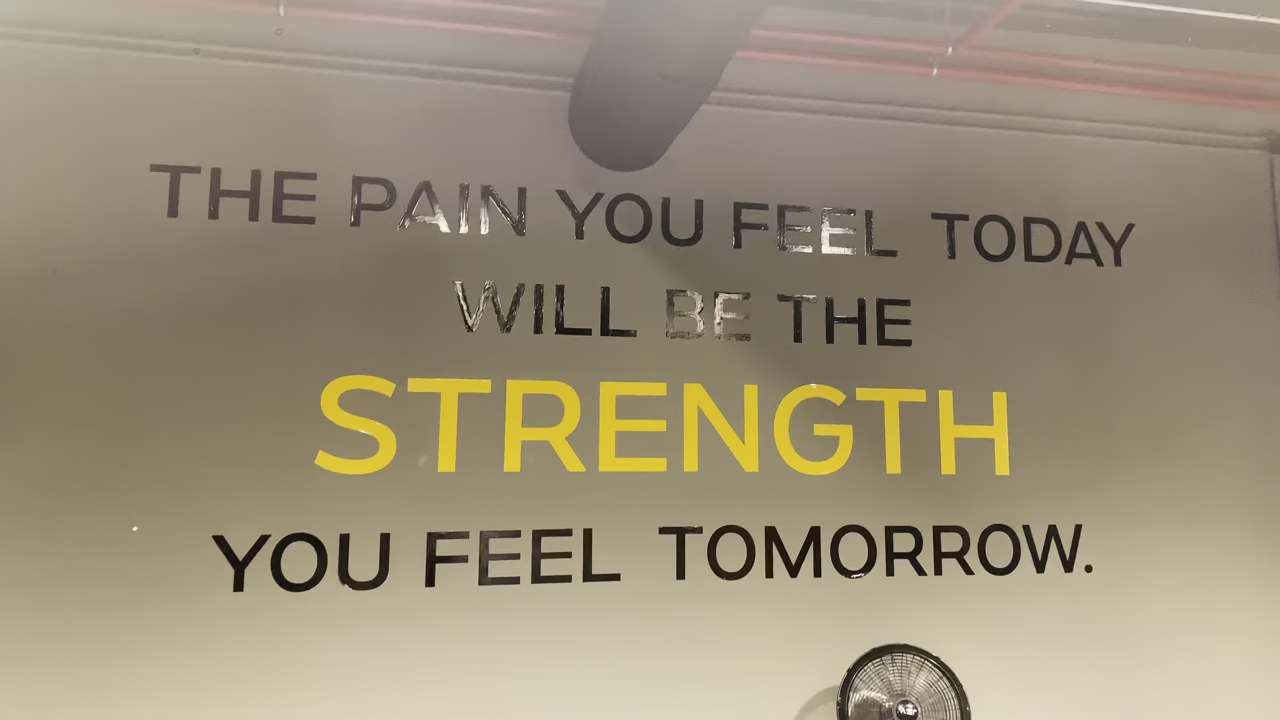 THE PAIN YOU FEEL TODAY
WILL BE THE
STRENGTH
YOU FEEL TOMORROW.